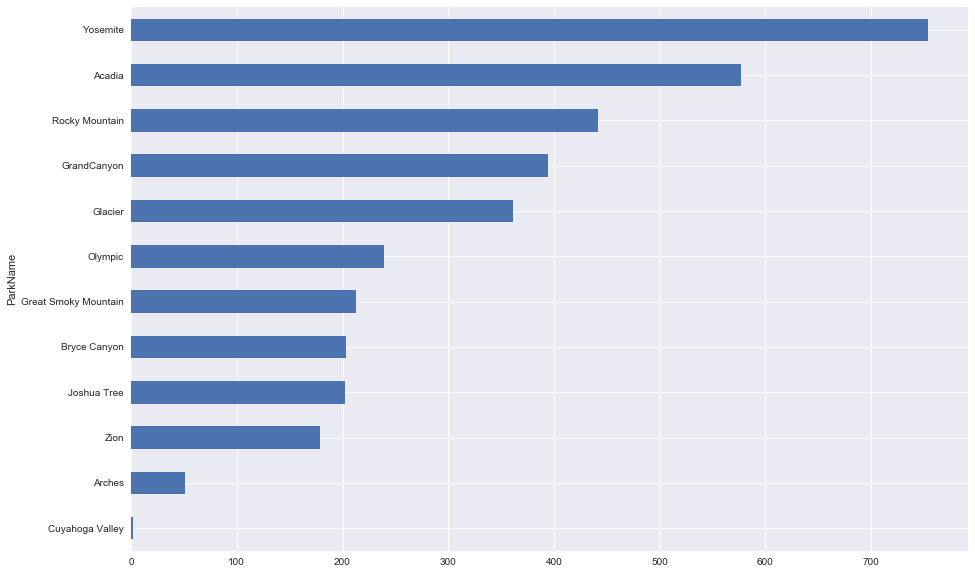 ParkName
Yosemite
Acadia
Rocky Mountain
GrandCanyon
Glacier
Olympic
Great Smoky Mountain
Bryce Canyon
Joshua Tree
Zion
Arches
Cuyahoga Valley
0 100 200 300 400 500 600 700